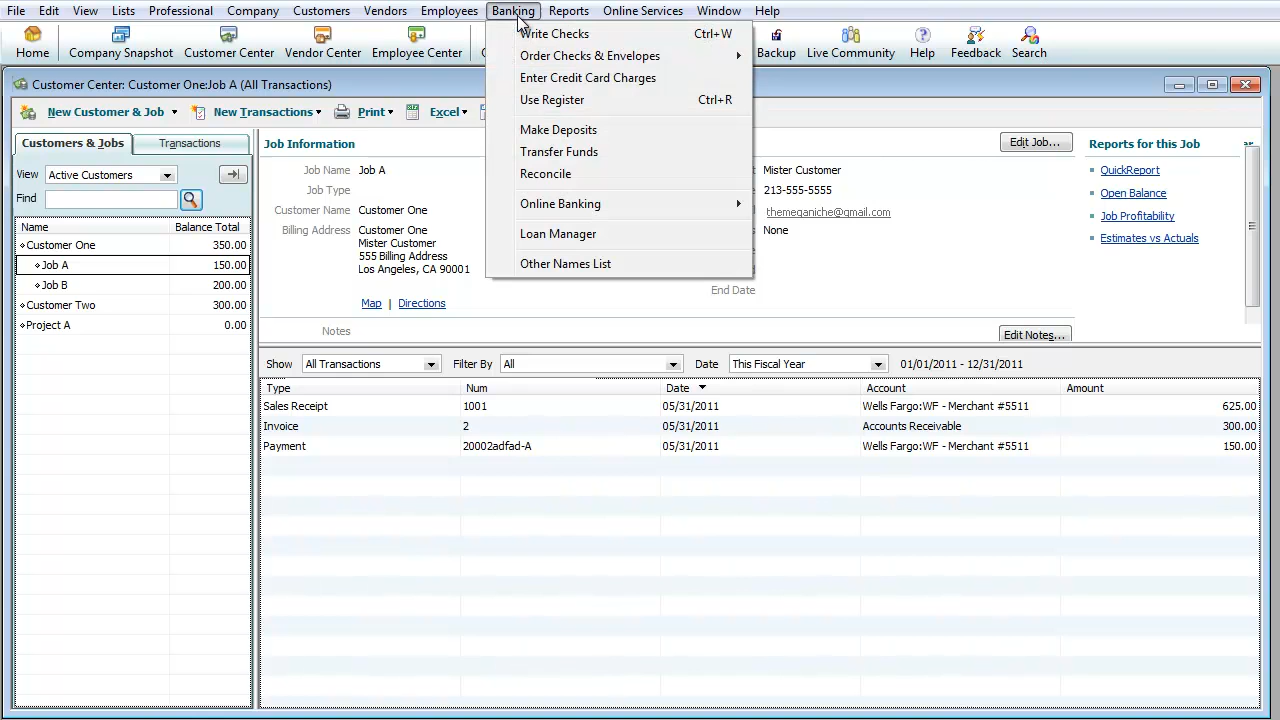 File Edit View Lists Professional Company Customers Vendors Employees Banking Reports Online Services Window Help
Home Company Snapshot Customer Center Vendor Center Employee Center Backup Live Community Help Feedback Search
Write Checks Ctrl+W
Order Checks & Envelopes
Enter Credit Card Charges
Use Register Ctrl+R
Make Deposits
Transfer Funds
Reconcile
Online Banking
Loan Manager
Other Names List
Customer Center: Customer One:Job A (All Transactions)
New Customer & Job New Transactions Print Excel
Customers & Jobs Transactions
View Active Customers
Find
Name Balance Total
Customer One 350.00
Job A 150.00
Job B 200.00
Customer Two 300.00
Project A 0.00
Job Information Edit Job...
Job Name Job A
Job Type
Customer Name Customer One
Billing Address Customer One
Mister Customer
555 Billing Address
Los Angeles, CA 90001
Map | Directions
Mister Customer
213-555-5555
themeganiche@gmail.com
None
End Date
Notes Edit Notes...
Reports for this Job
QuickReport
Open Balance
Job Profitability
Estimates vs Actuals
Show All Transactions Filter By All Date This Fiscal Year 01/01/2011 - 12/31/2011
Type Num Date Account Amount
Sales Receipt 1001 05/31/2011 Wells Fargo:WF - Merchant #5511 625.00
Invoice 2 05/31/2011 Accounts Receivable 300.00
Payment 20002adfad-A 05/31/2011 Wells Fargo:WF - Merchant #5511 150.00